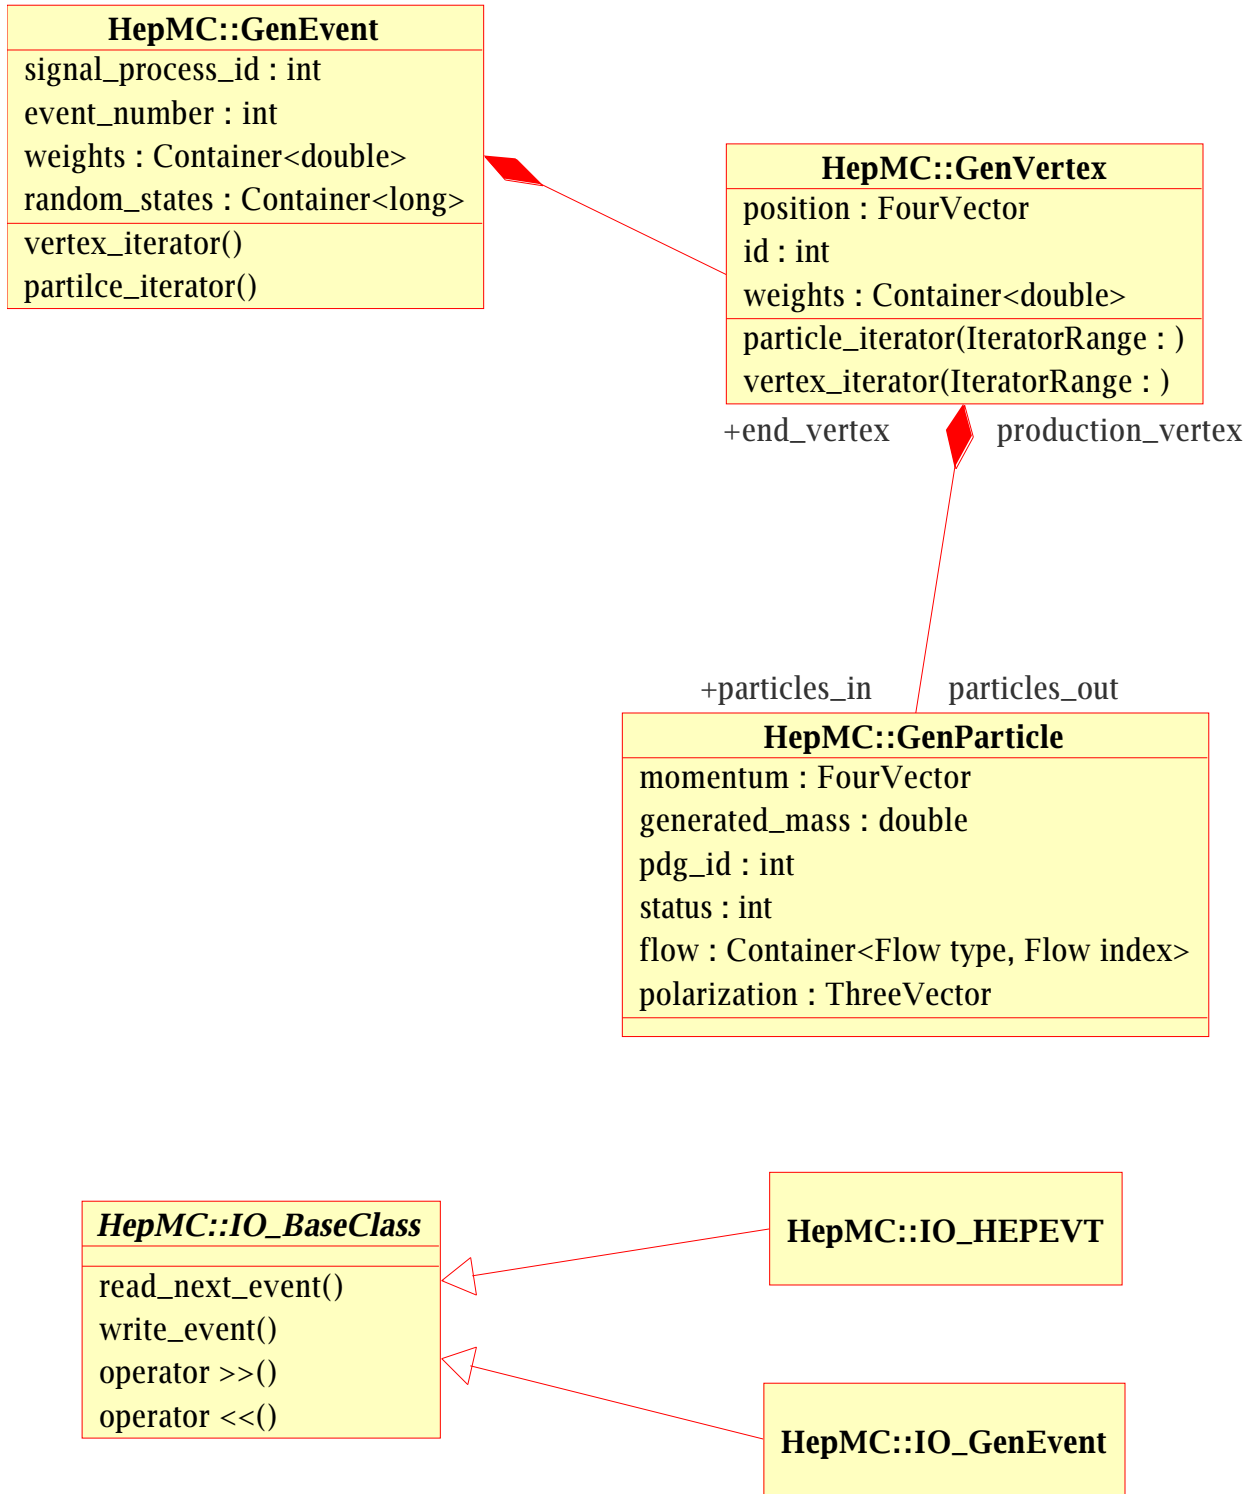 HepMC::GenEvent
signal_process_id : int
event_number : int
weights : Container<double>
random_states : Container<long>
vertex_iterator()
partilce_iterator()
HepMC::GenVertex
position : FourVector
id : int
weights : Container<double>
particle_iterator(IteratorRange : )
vertex_iterator(IteratorRange : )
+end_vertex production_vertex
+particles_in particles_out
HepMC::GenParticle
momentum : FourVector
generated_mass : double
pdg_id : int
status : int
flow : Container<Flow type, Flow index>
polarization : ThreeVector
HepMC::IO_BaseClass
read_next_event()
write_event()
operator >>()
operator <<()
HepMC::IO_HEPEVT
HepMC::IO_GenEvent